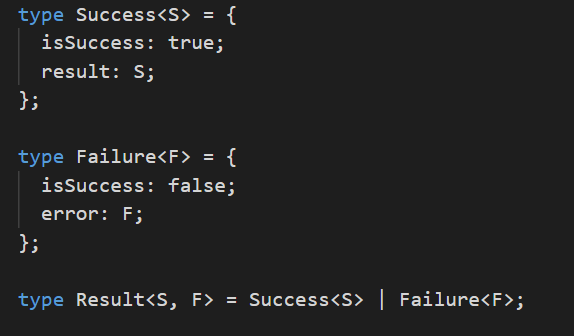 type Success<S> = {
  isSuccess: true;
  result: S;
};

type Failure<F> = {
  isSuccess: false;
  error: F;
};

type Result<S, F> = Success<S> | Failure<F>;